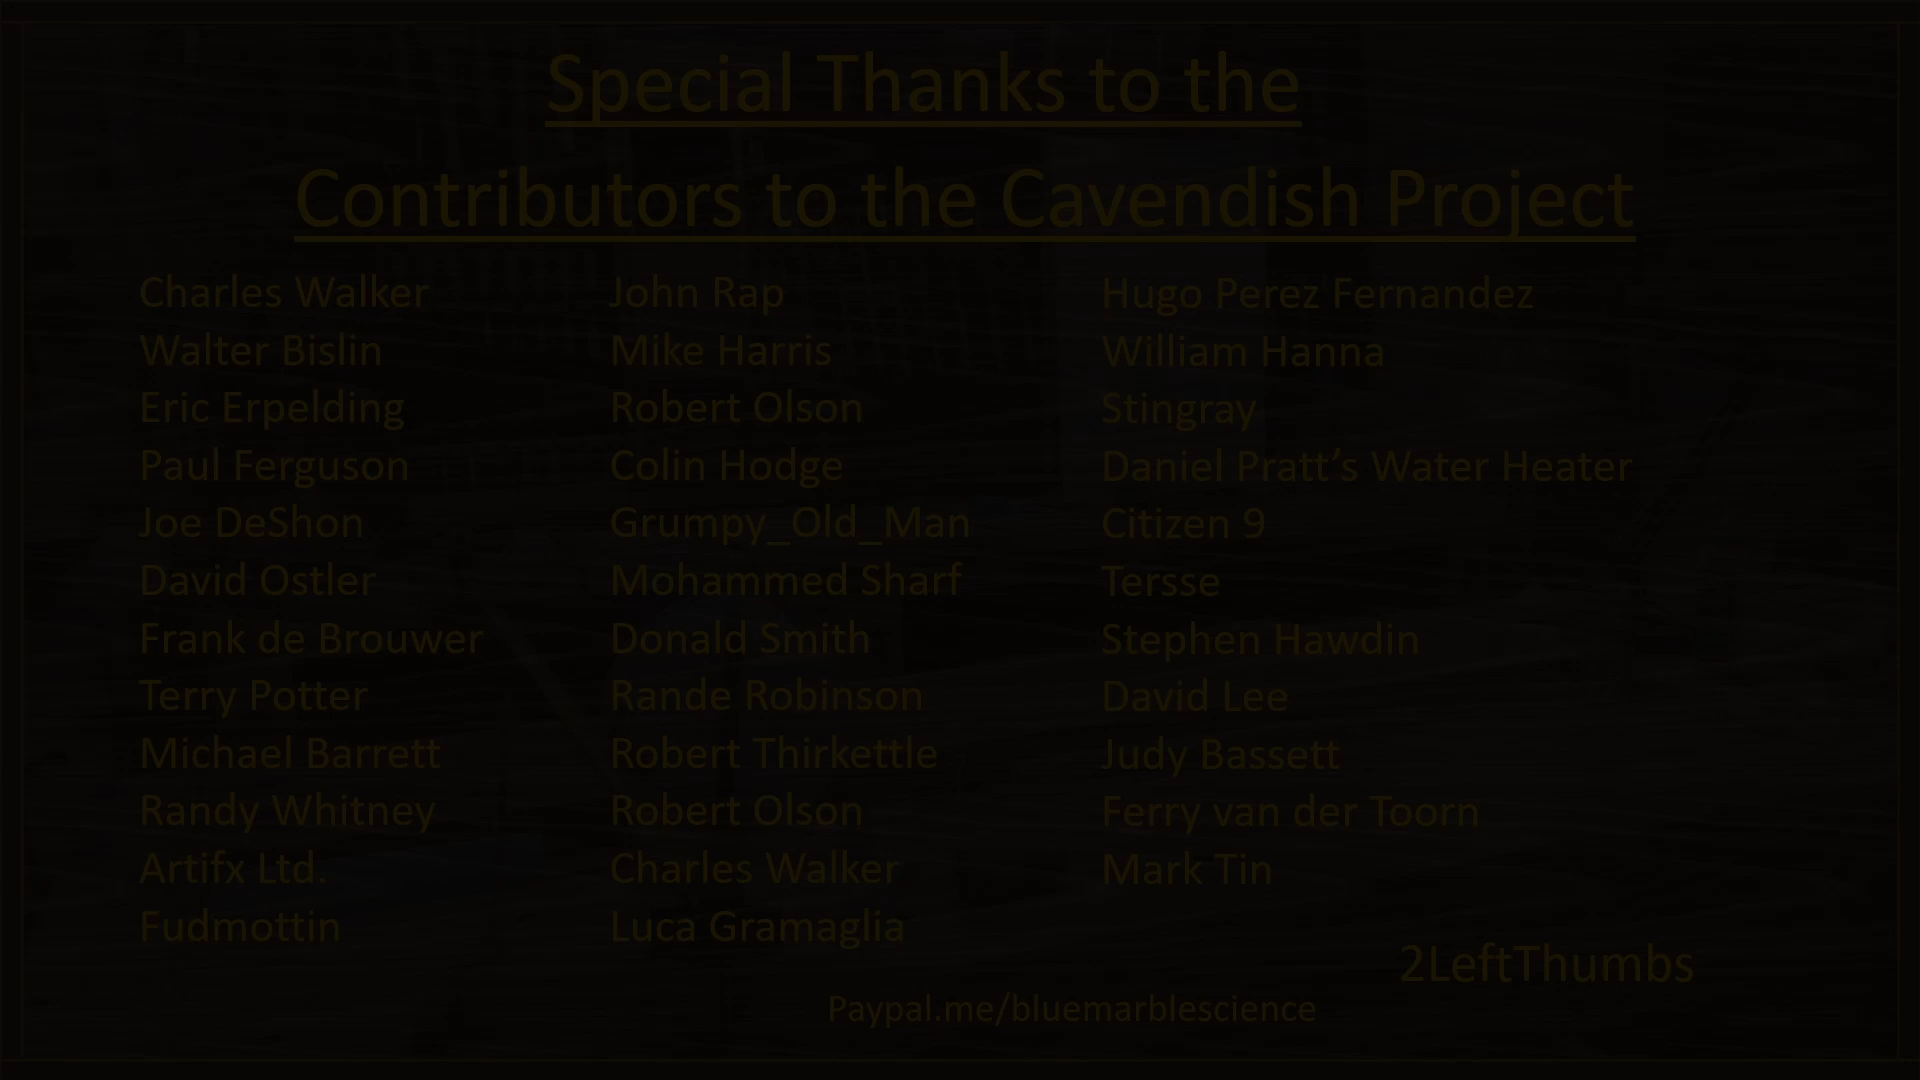 Special Thanks to the
Contributors to the Cavendish Project
Charles Walker
Walter Bislin
Eric Erpelding
Paul Ferguson
Joe DeShon
David Ostler
Frank de Brouwer
Terry Potter
Michael Barrett
Randy Whitney
Artifx Ltd.
Fudmottin
John Rap
Mike Harris
Robert Olson
Colin Hodge
Grumpy_Old_Man
Mohammed Sharf
Donald Smith
Rande Robinson
Robert Thirkettle
Robert Olson
Charles Walker
Luca Gramaglia
Hugo Perez Fernandez
William Hanna
Stingray
Daniel Pratt’s Water Heater
Citizen 9
Tersse
Stephen Hawdin
David Lee
Judy Bassett
Ferry van der Toorn
Mark Tin
2LeftThumbs
Paypal.me/bluemarblescience